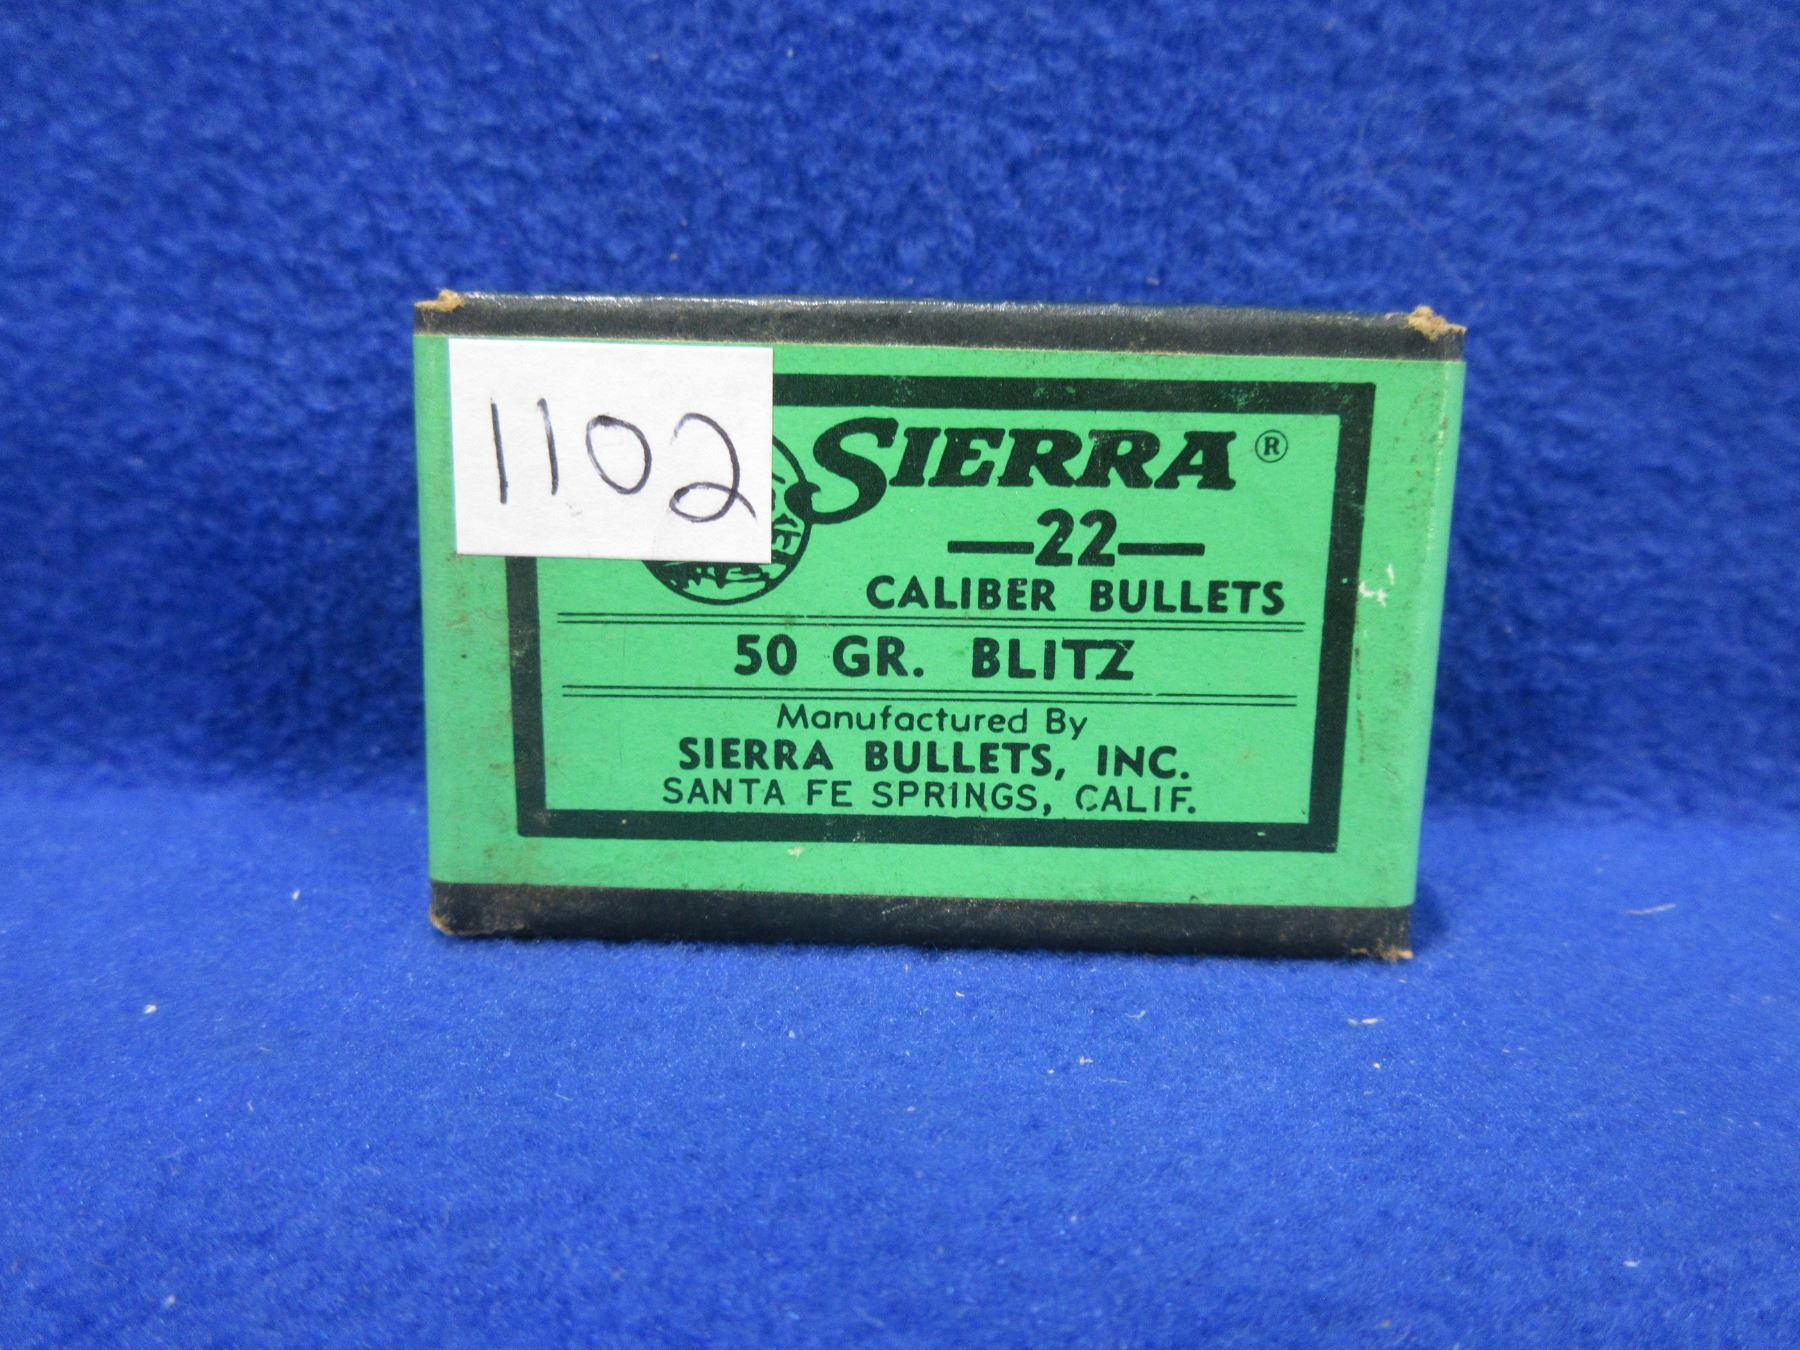 1102
SIERRA ®
—22—
CALIBER BULLETS
50 GR. BLITZ
Manufactured By
SIERRA BULLETS, INC.
SANTA FE SPRINGS, CALIF.